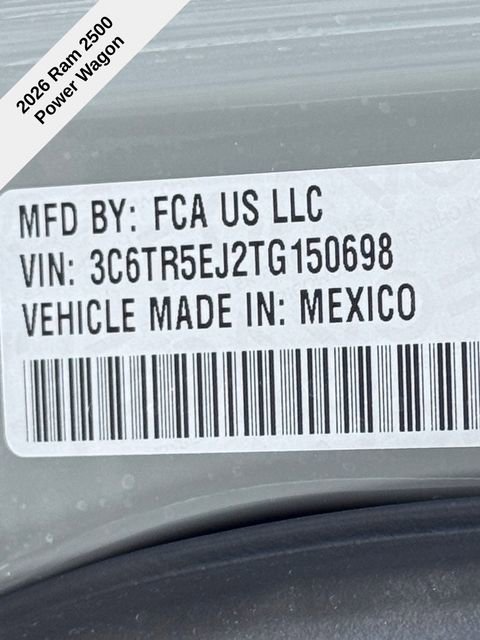 2026 Ram 2500
Power Wagon
MFD BY: FCA US LLC
VIN: 3C6TR5EJ2TG150698
VEHICLE MADE IN: MEXICO